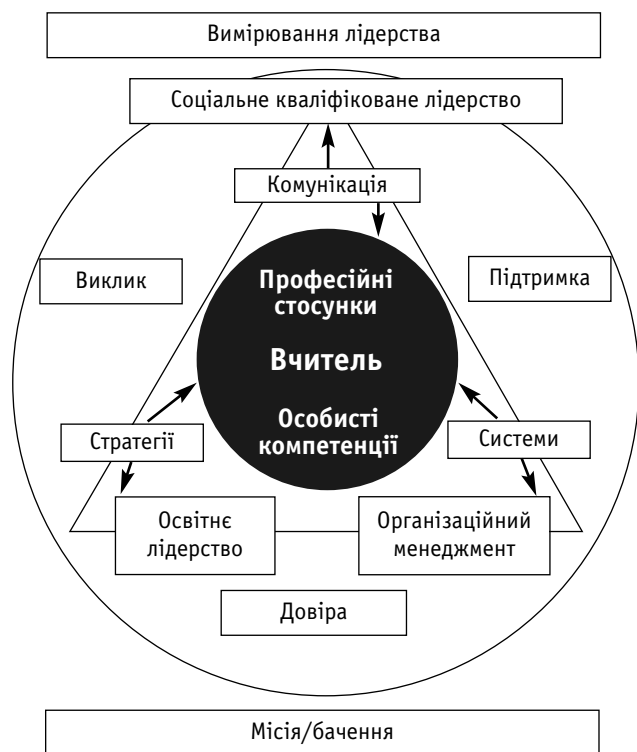 Вимірювання лідерства
Соціальне кваліфіковане лідерство
Комунікація
Виклик
Підтримка
Професійні
стосунки
Вчитель
Особисті
компетенції
Стратегії
Системи
Освітнє
лідерство
Організаційний
менеджмент
Довіра
Місія/бачення